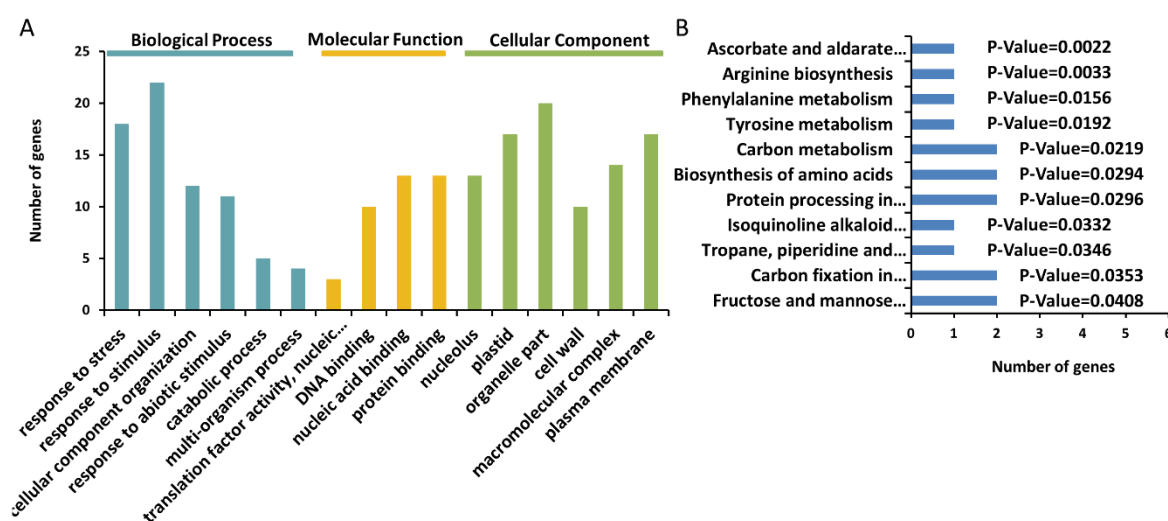 A
Biological Process
Molecular Function
Cellular Component
Number of genes
25
20
15
10
5
0
response to stress
response to stimulus
cellular component organization
response to abiotic stimulus
catabolic process
multi-organism process
translation factor activity, nucleic...
DNA binding
nucleic acid binding
protein binding
nucleolus
plastid
organelle part
cell wall
macromolecular complex
plasma membrane
B
Ascorbate and aldarate... P-Value=0.0022
Arginine biosynthesis P-Value=0.0033
Phenylalanine metabolism P-Value=0.0156
Tyrosine metabolism P-Value=0.0192
Carbon metabolism P-Value=0.0219
Biosynthesis of amino acids P-Value=0.0294
Protein processing in... P-Value=0.0296
Isoquinoline alkaloid... P-Value=0.0332
Tropane, piperidine and... P-Value=0.0346
Carbon fixation in... P-Value=0.0353
Fructose and mannose... P-Value=0.0408
0 1 2 3 4 5 6
Number of genes